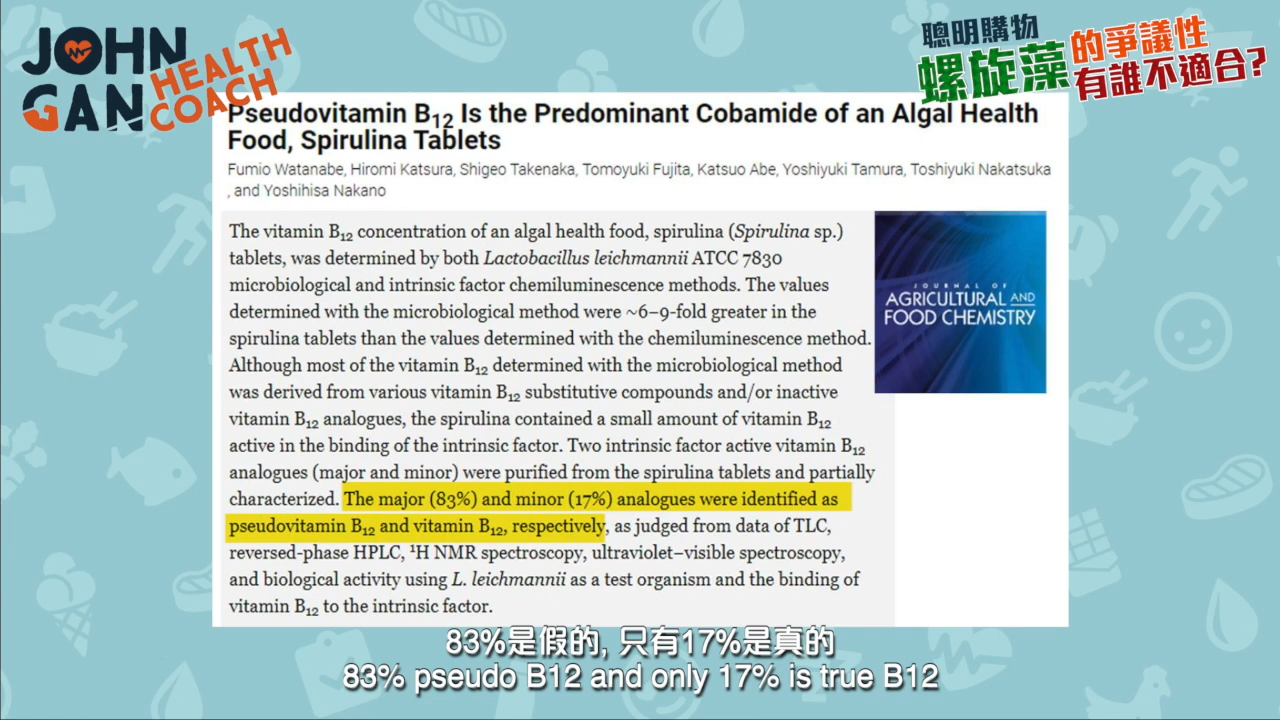 JOHN
GAN
HEALTH
COACH
聰明購物
螺旋藻的爭議性
有誰不適合?
Pseudovitamin B12 Is the Predominant Cobamide of an Algal Health
Food, Spirulina Tablets
Fumio Watanabe, Hiromi Katsura, Shigeo Takenaka, Tomoyuki Fujita, Katsuo Abe, Yoshiyuki Tamura, Toshiyuki Nakatsuka
, and Yoshihisa Nakano
The vitamin B12 concentration of an algal health food, spirulina (Spirulina sp.)
tablets, was determined by both Lactobacillus leichmannii ATCC 7830
microbiological and intrinsic factor chemiluminescence methods. The values
determined with the microbiological method were ~6–9-fold greater in the
spirulina tablets than the values determined with the chemiluminescence method.
Although most of the vitamin B12 determined with the microbiological method
was derived from various vitamin B12 substitutive compounds and/or inactive
vitamin B12 analogues, the spirulina contained a small amount of vitamin B12
active in the binding of the intrinsic factor. Two intrinsic factor active vitamin B12
analogues (major and minor) were purified from the spirulina tablets and partially
characterized. The major (83%) and minor (17%) analogues were identified as
pseudovitamin B12 and vitamin B12, respectively, as judged from data of TLC,
reversed-phase HPLC, ¹H NMR spectroscopy, ultraviolet–visible spectroscopy,
and biological activity using L. leichmannii as a test organism and the binding of
vitamin B12 to the intrinsic factor.
JOURNAL OF
AGRICULTURAL AND
FOOD CHEMISTRY
83%是假的, 只有17%是真的
83% pseudo B12 and only 17% is true B12